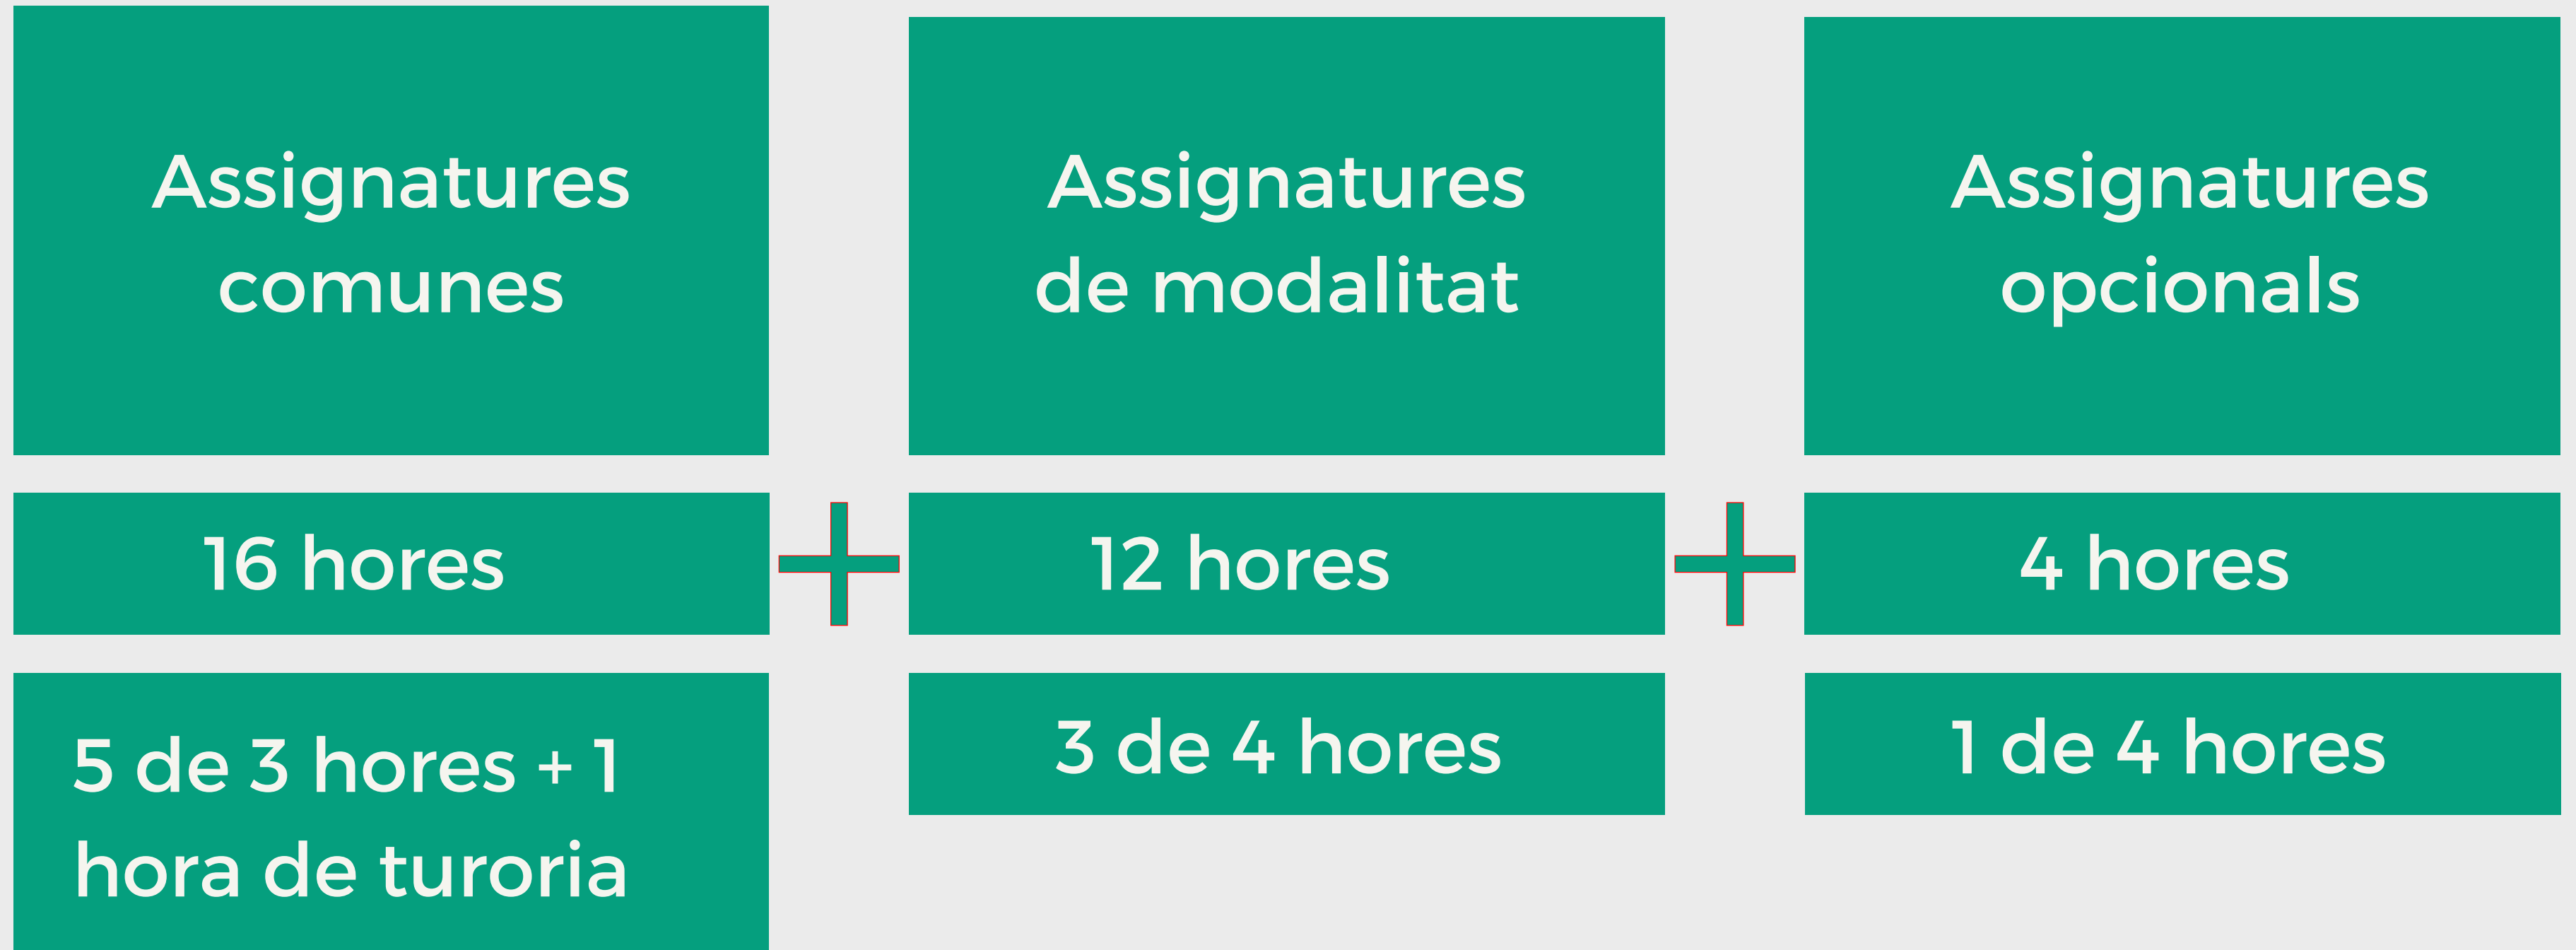 Assignatures
comunes
16 hores
5 de 3 hores + 1
hora de turoria
Assignatures
de modalitat
12 hores
3 de 4 hores
Assignatures
opcionals
4 hores
1 de 4 hores